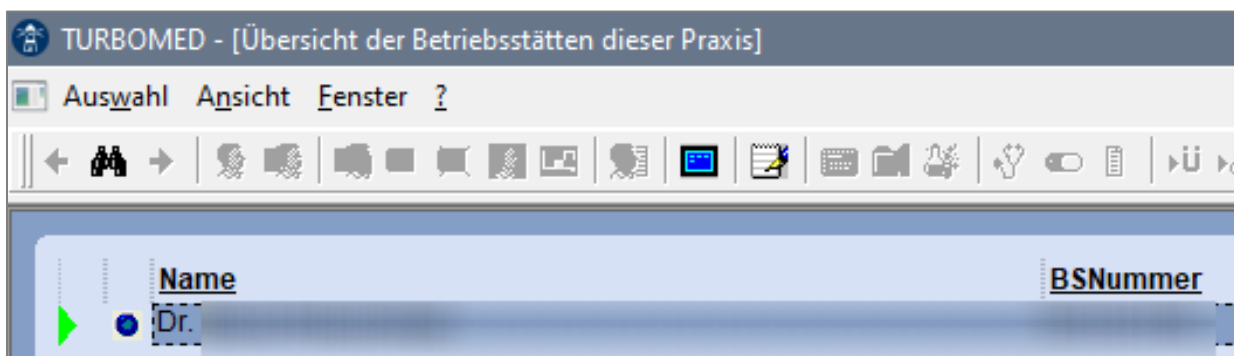 TURBOMED - [Übersicht der Betriebsstätten dieser Praxis]
Auswahl Ansicht Fenster ?
Ü
Name BSNummer
Dr.